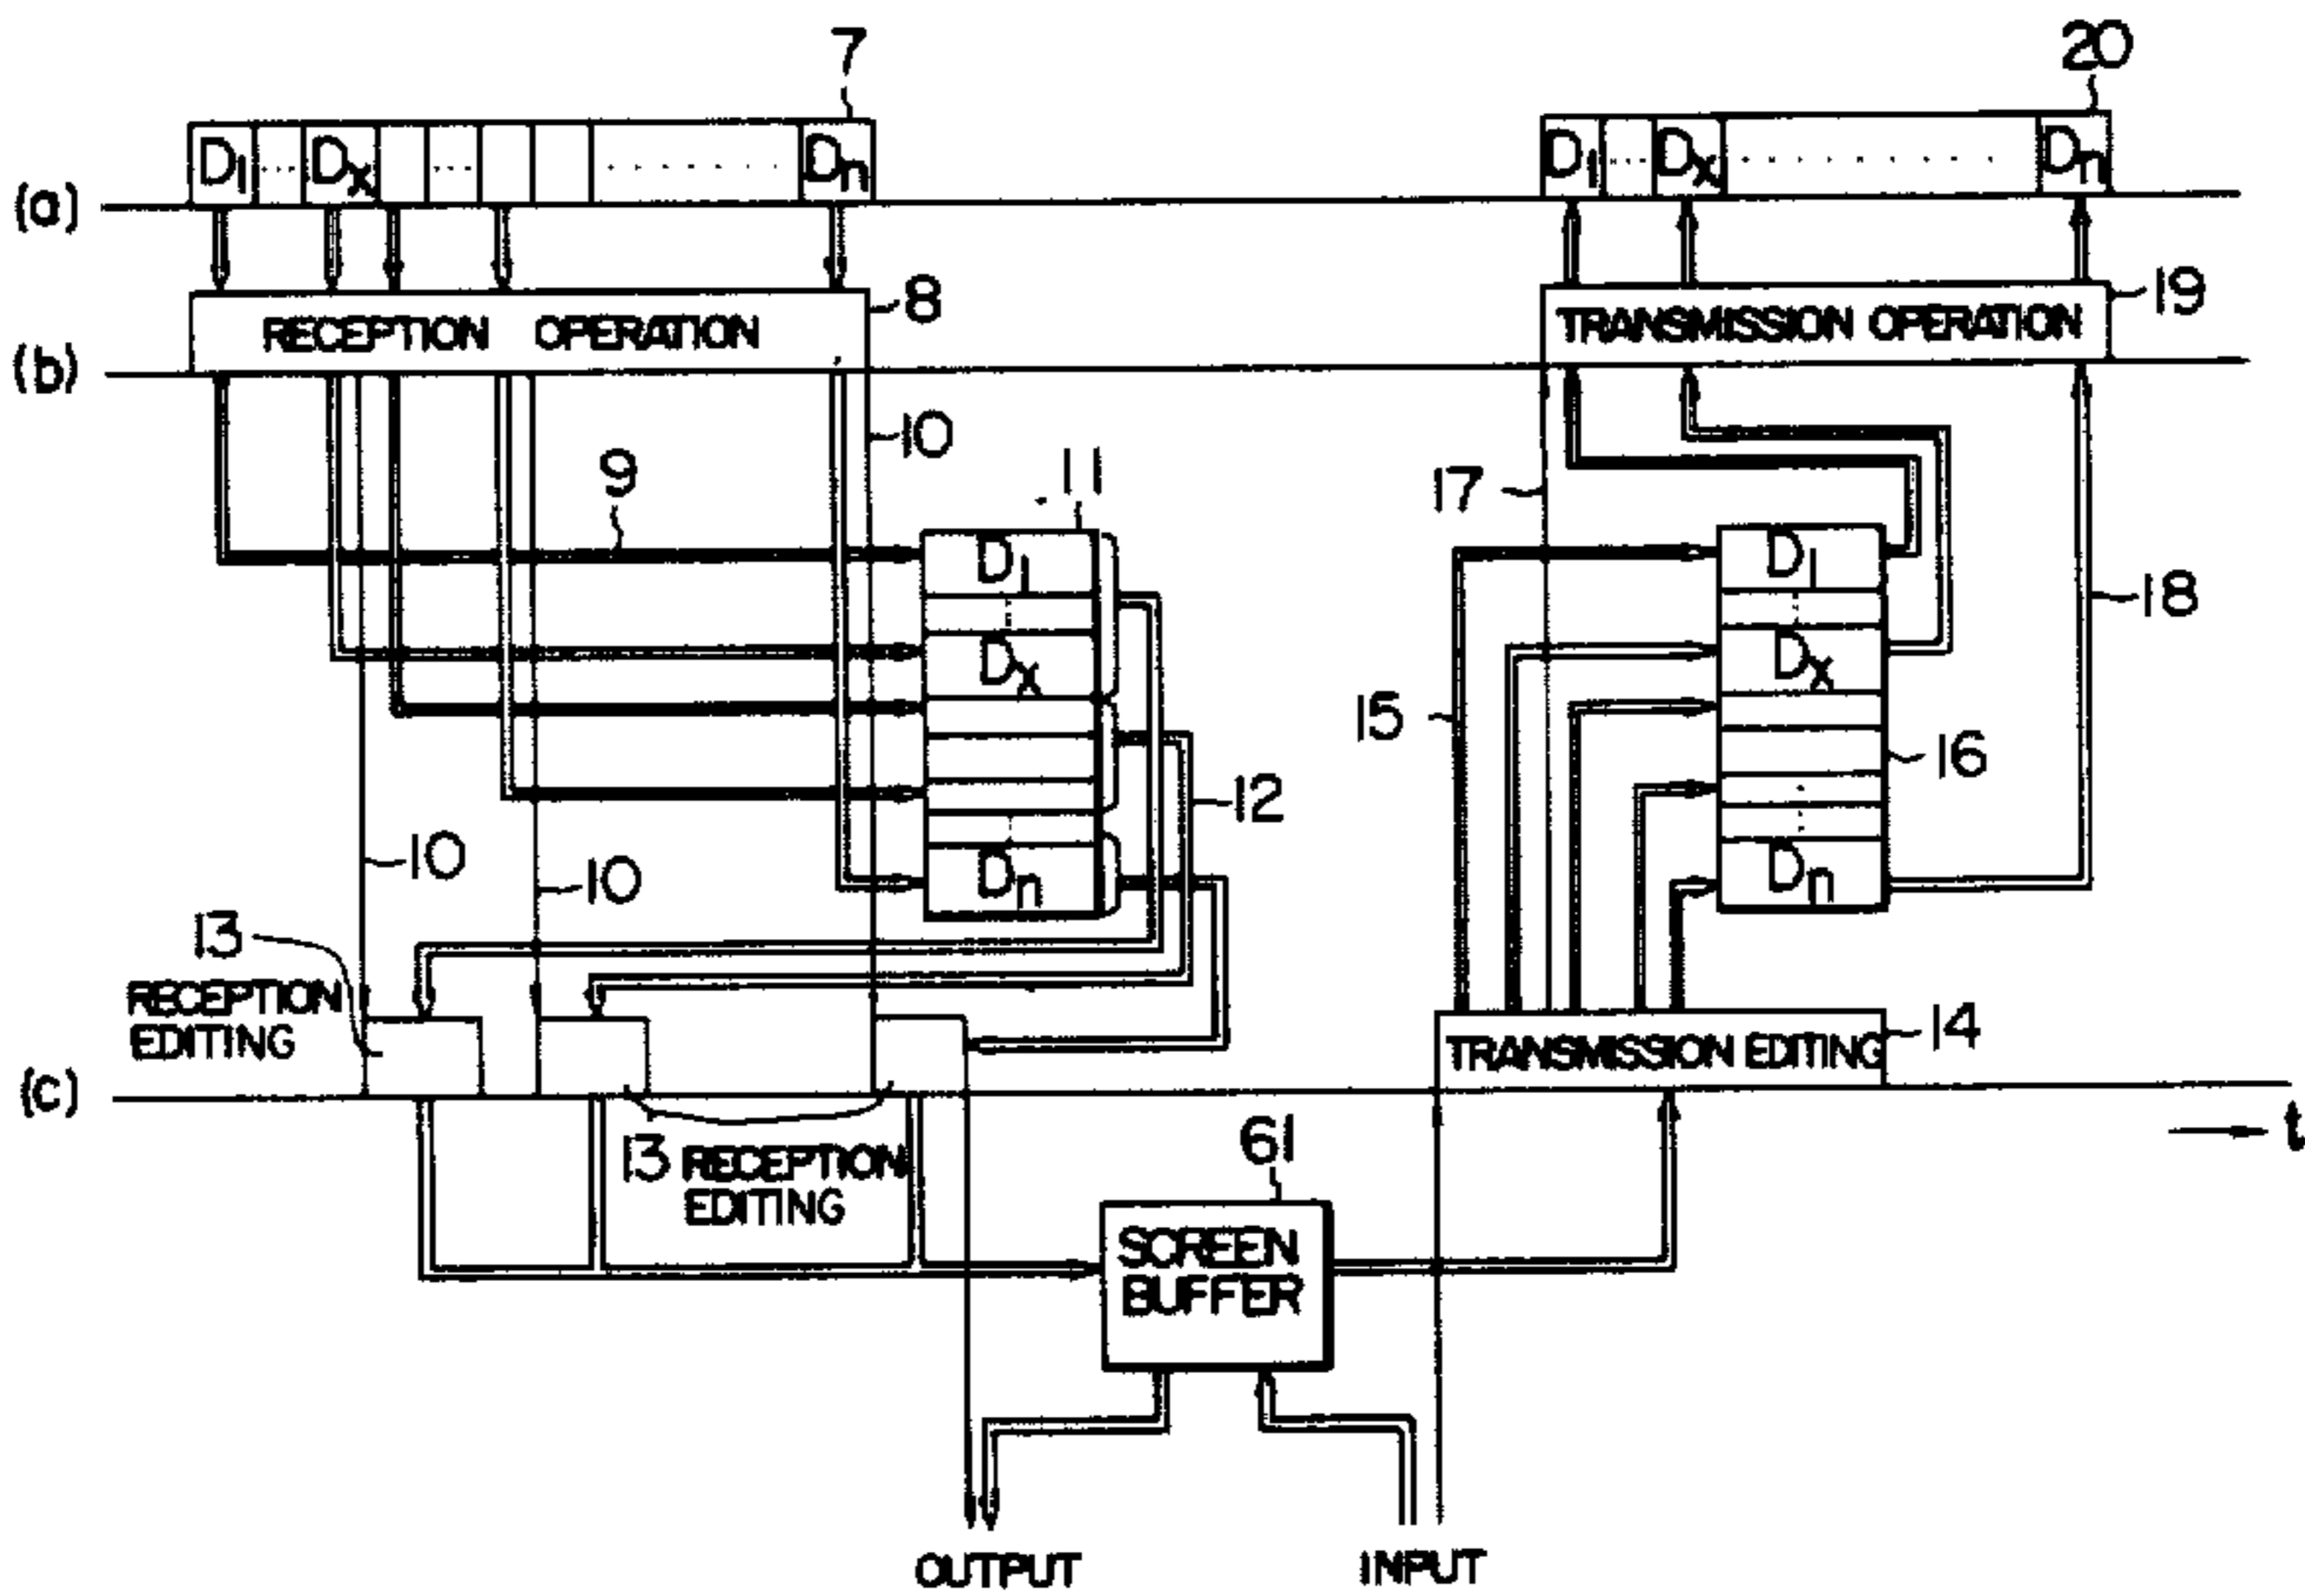 7
20
D1 ... Dx ... ........ Dn
D1 ... Dx ......... Dn
(a)
8
19
RECEPTION OPERATION
TRANSMISSION OPERATION
(b)
10
9
11
17
D1
Dx
Dn
D1
Dx
Dn
18
15
16
12
10
10
13
RECEPTION
EDITING
14
TRANSMISSION EDITING
(c)
t
13 RECEPTION
EDITING
61
SCREEN
BUFFER
OUTPUT
INPUT